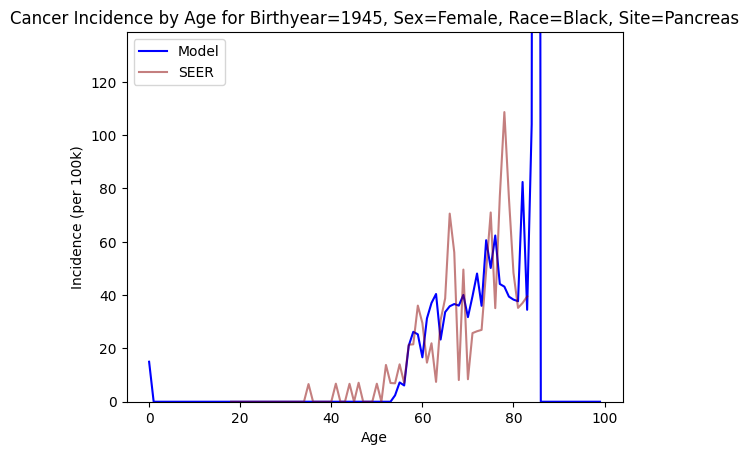 Cancer Incidence by Age for Birthyear=1945, Sex=Female, Race=Black, Site=Pancreas
Model
SEER
120
100
80
60
40
20
0
Incidence (per 100k)
0 20 40 60 80 100
Age